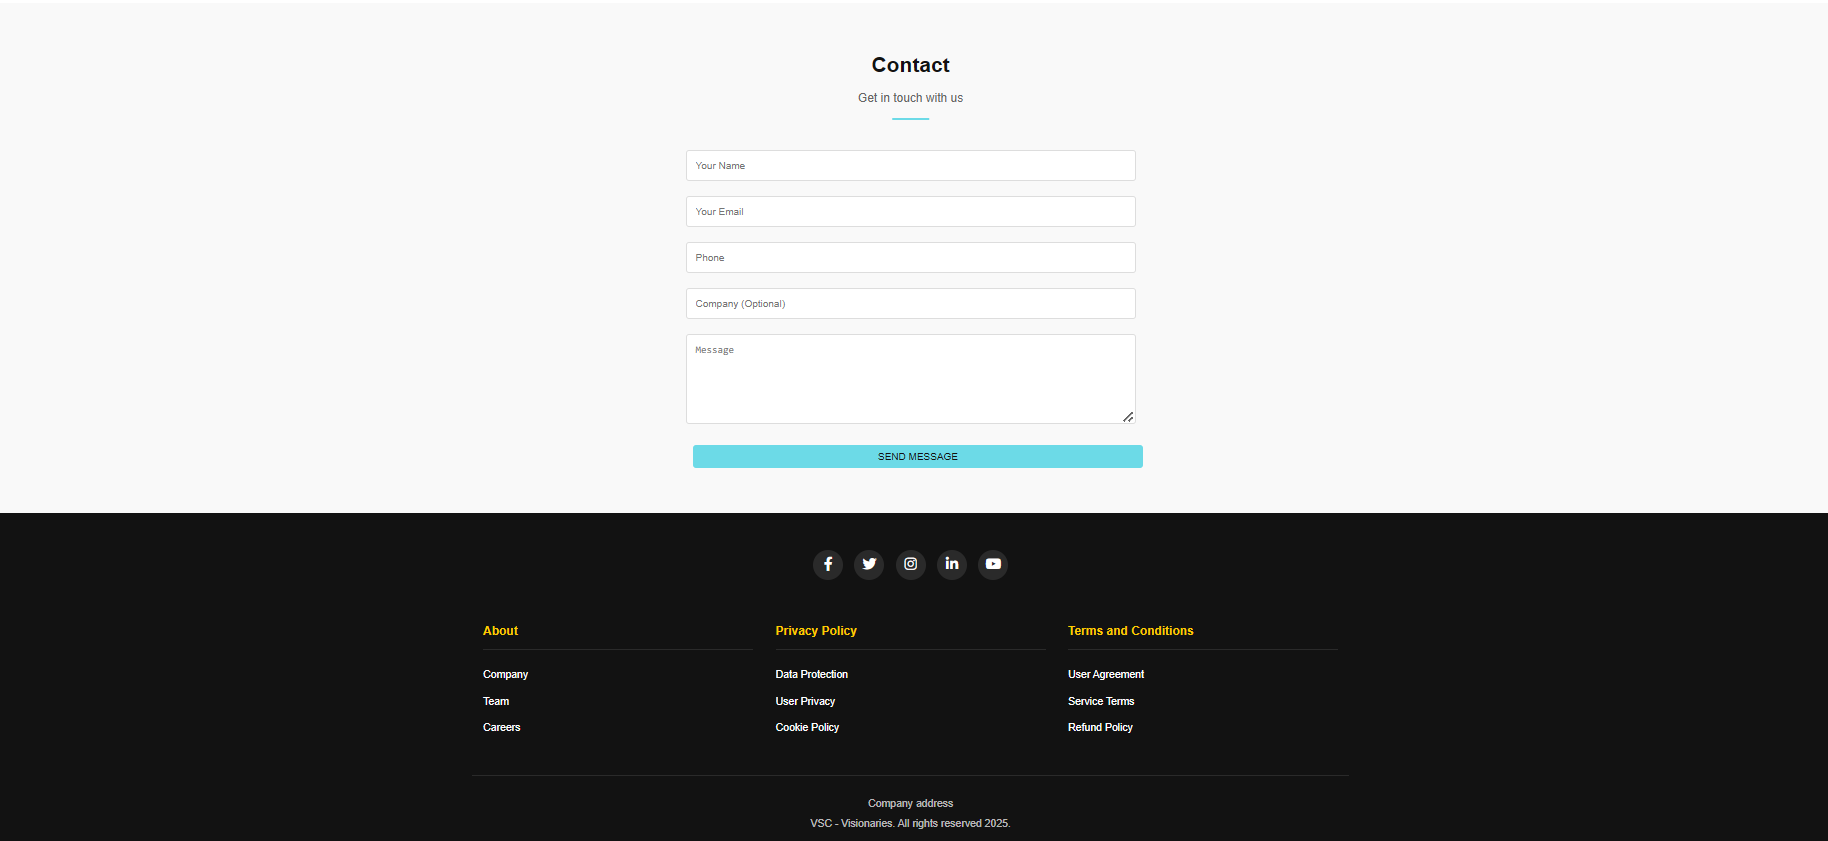 Contact
Get in touch with us
Your Name
Your Email
Phone
Company (Optional)
Message
SEND MESSAGE
About
Company
Team
Careers
Privacy Policy
Data Protection
User Privacy
Cookie Policy
Terms and Conditions
User Agreement
Service Terms
Refund Policy
Company address
VSC - Visionaries. All rights reserved 2025.